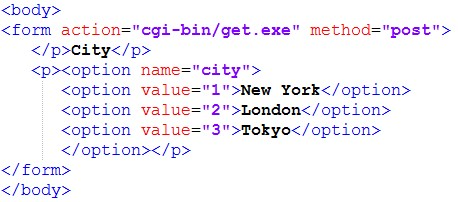 <body>
<form action="cgi-bin/get.exe" method="post">
</p>City</p>
<p><option name="city">
<option value="1">New York</option>
<option value="2">London</option>
<option value="3">Tokyo</option>
</option></p>
</form>
</body>